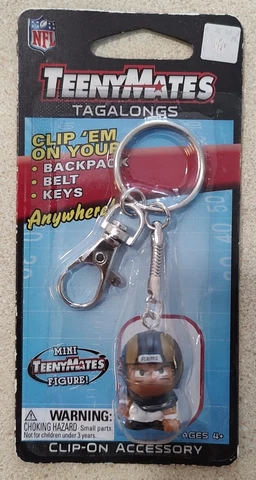 NFL
TEENYMATES
TAGALONGS
CLIP 'EM
ON YOUR
• BACKPACK
• BELT
• KEYS
Anywhere
50
MINI
TEENYMATES
FIGURE!
RAMS
WARNING:
CHOKING HAZARD Small parts
Not for children under 3 years.
AGES 4+
CLIP-ON ACCESSORY